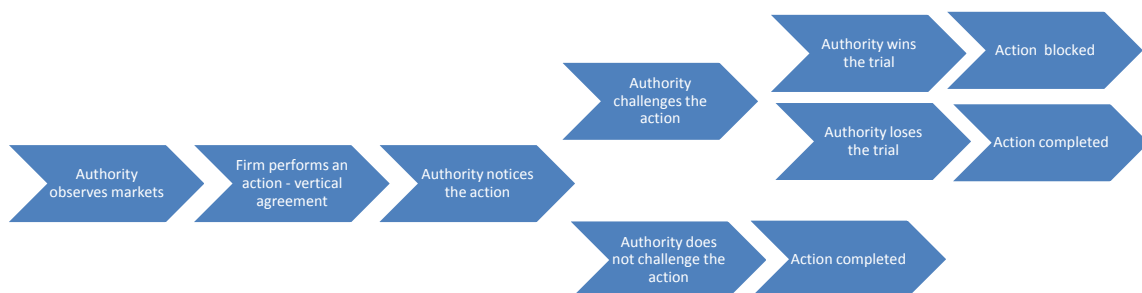 Authority
observes markets
Firm performs an
action - vertical
agreement
Authority notices
the action
Authority
challenges the
action
Authority wins
the trial
Action  blocked
Authority loses
the trial
Action completed
Authority does
not challenge the
action
Action completed